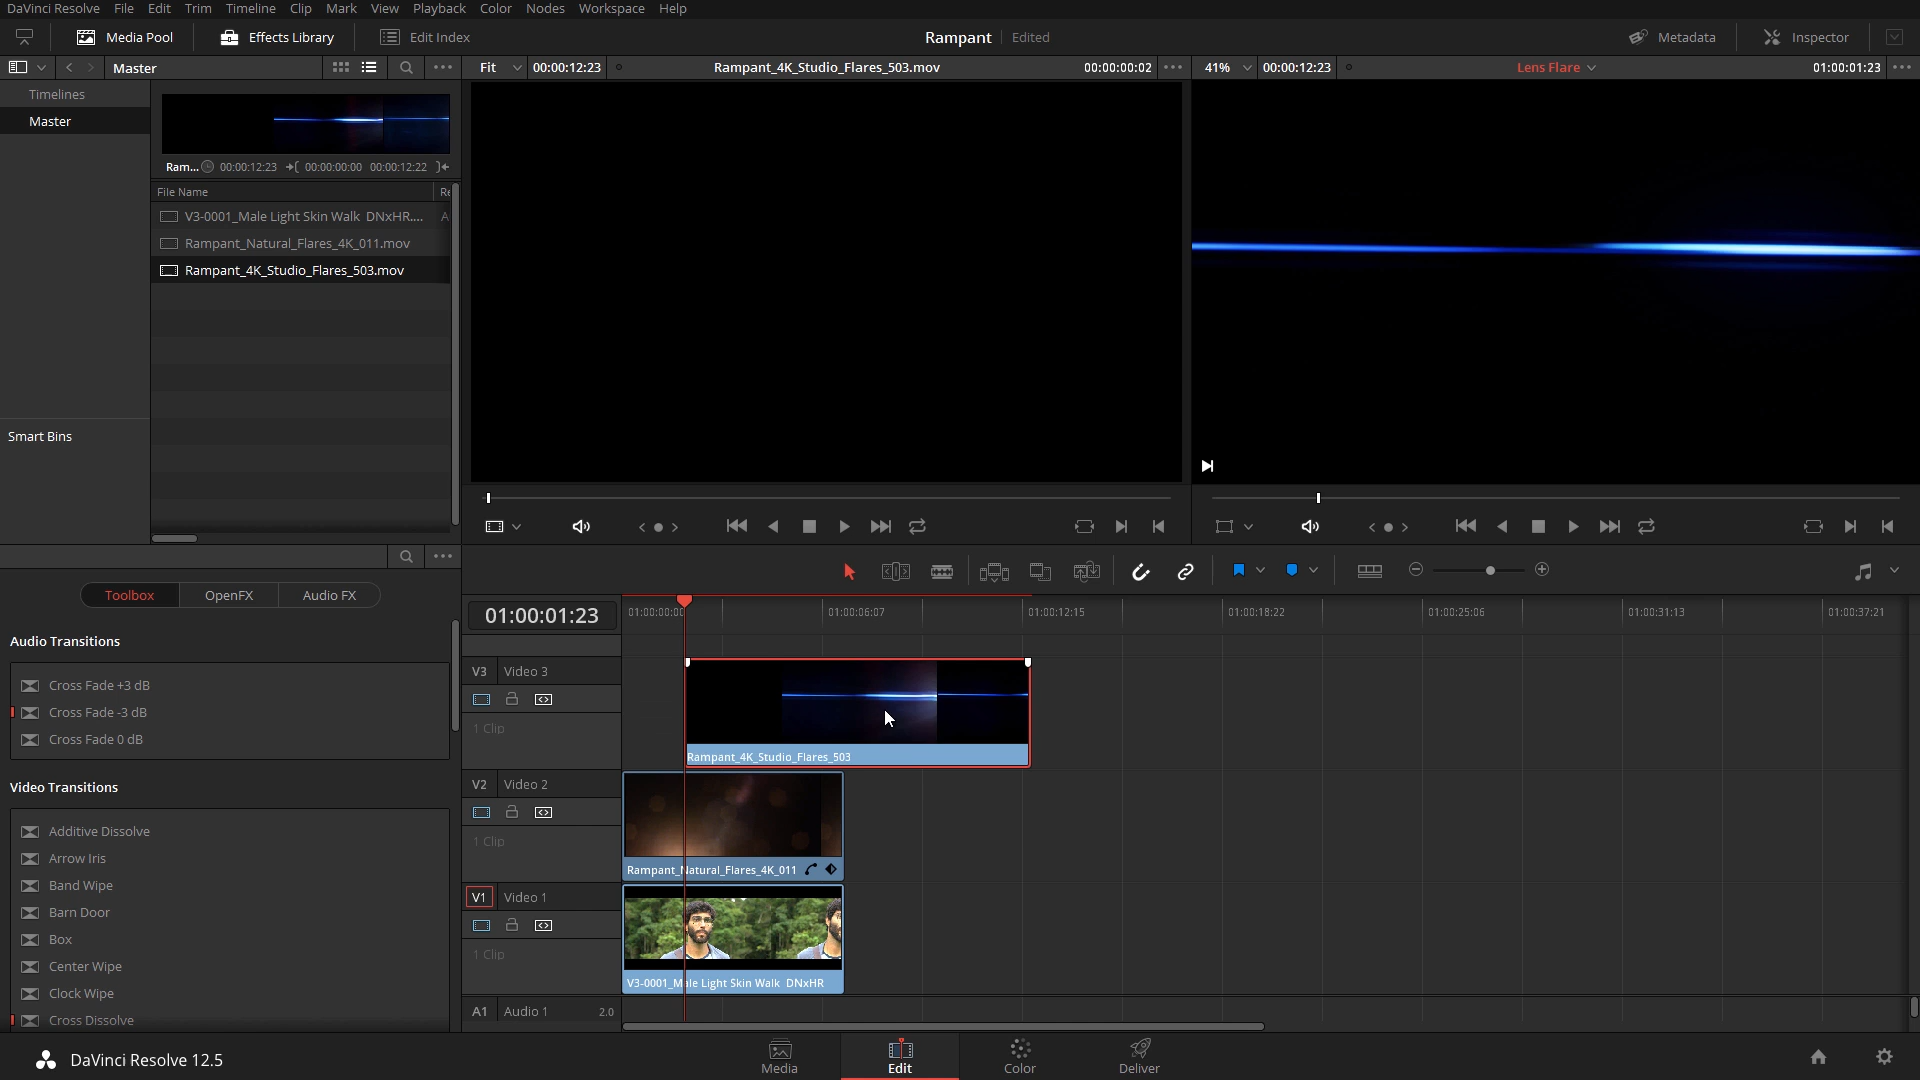 DaVinci Resolve File Edit Trim Timeline Clip Mark View Playback Color Nodes Workspace Help
Media Pool Effects Library Edit Index Rampant Edited Metadata Inspector
Master Fit 00:00:12:23 Rampant_4K_Studio_Flares_503.mov 00:00:00:02 41% 00:00:12:23 Lens Flare 01:00:01:23
Timelines
Master
Ram... 00:00:12:23 00:00:00:00 00:00:12:22
File Name Re
V3-0001_Male Light Skin Walk DNxHR.... A
Rampant_Natural_Flares_4K_011.mov
Rampant_4K_Studio_Flares_503.mov
Smart Bins
Toolbox OpenFX Audio FX
Audio Transitions
Cross Fade +3 dB
Cross Fade -3 dB
Cross Fade 0 dB
Video Transitions
Additive Dissolve
Arrow Iris
Band Wipe
Barn Door
Box
Center Wipe
Clock Wipe
Cross Dissolve
01:00:01:23 01:00:00:00 01:00:06:07 01:00:12:15 01:00:18:22 01:00:25:06 01:00:31:13 01:00:37:21
V3 Video 3
1 Clip
Rampant_4K_Studio_Flares_503
V2 Video 2
1 Clip
Rampant_Natural_Flares_4K_011
V1 Video 1
1 Clip
V3-0001_Male Light Skin Walk DNxHR
A1 Audio 1 2.0
DaVinci Resolve 12.5 Media Edit Color Deliver